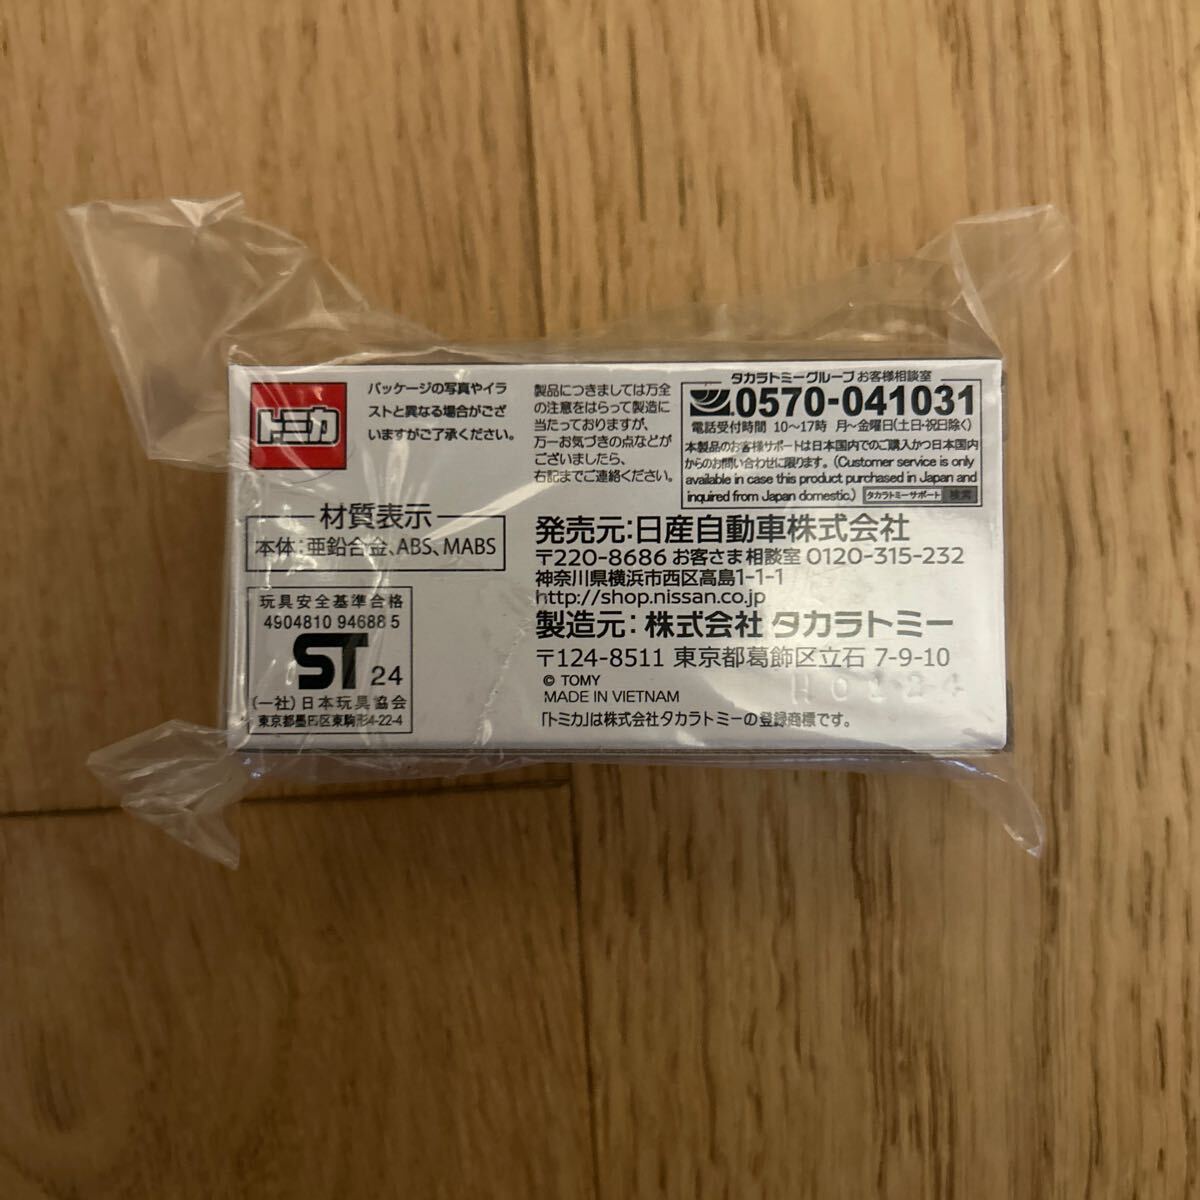 トミカ
パッケージの写真やイラ
ストと異なる場合がござ
いますがご了承ください。
製品につきましては万全
の注意をはらって製造に
当たっておりますが、
万一お気づきの点などが
ございましたら、
右記までご連絡ください。
タカラトミーグループ お客様相談室
0570-041031
電話受付時間 10〜17時 月〜金曜日(土日・祝日除く)
本製品のお客様サポートは日本国内でのご購入かつ日本国内
からのお問い合わせに限ります。(Customer service is only
available in case this product purchased in Japan and
inquired from Japan domestic.) タカラトミーサポート 検索
材質表示
本体:亜鉛合金、ABS、MABS
玩具安全基準合格
4904810 94688 5
ST 24
(一社)日本玩具協会
東京都墨田区東駒形4-22-4
発売元:日産自動車株式会社
〒220-8686 お客さま相談室 0120-315-232
神奈川県横浜市西区高島1-1-1
http://shop.nissan.co.jp
製造元: 株式会社 タカラトミー
〒124-8511 東京都葛飾区立石 7-9-10
© TOMY
MADE IN VIETNAM
「トミカ」は株式会社タカラトミーの登録商標です。